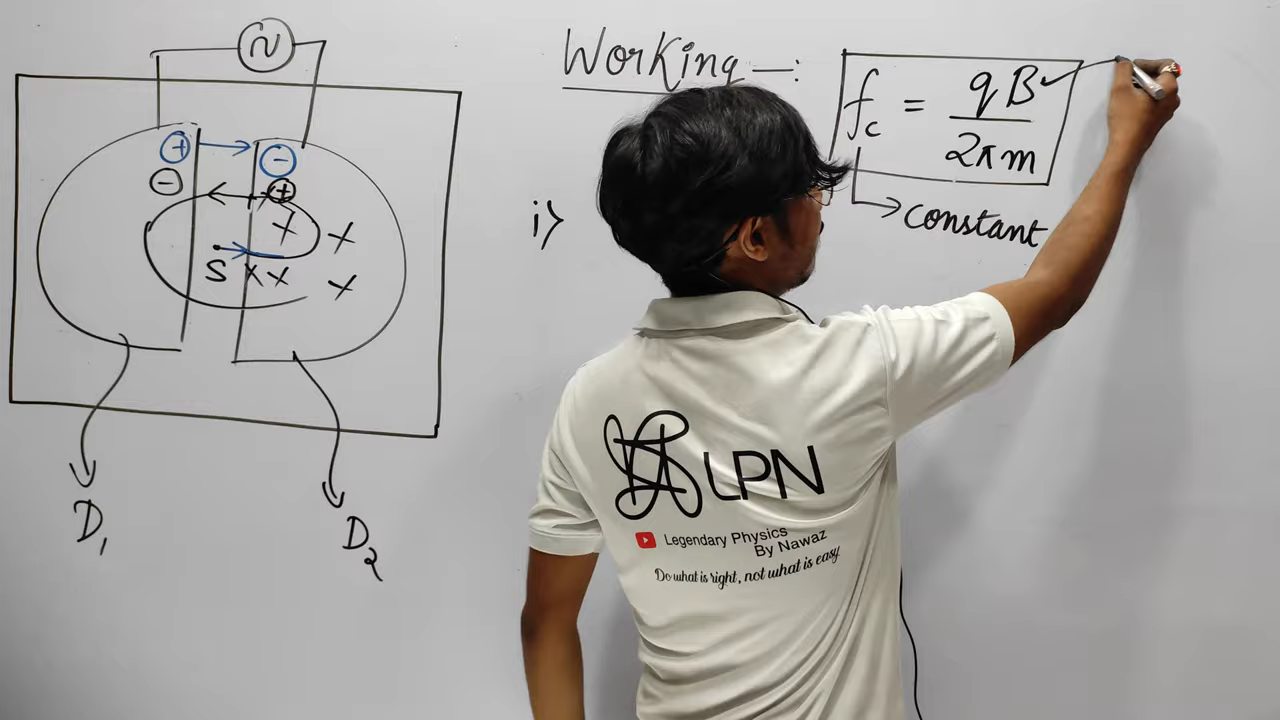 Working —:
f_c = qB / 2πm
constant
i)
~
+
-
-
+
x x
S x x x
D₁
D₂
LPN
Legendary Physics
By Nawaz
Do what is right, not what is easy.